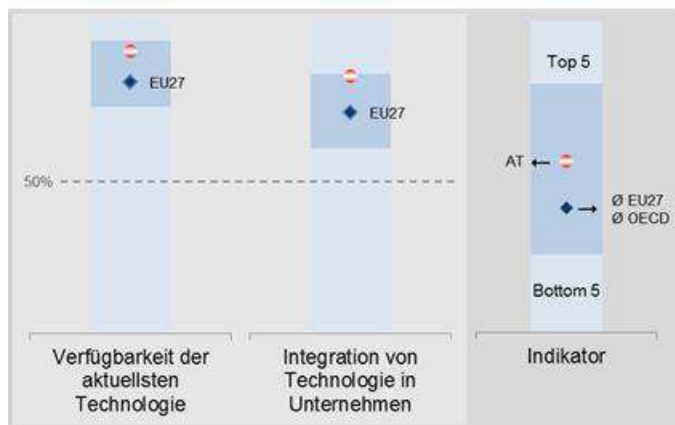 EU27
EU27
50%
Verfügbarkeit der
aktuellsten
Technologie
Integration von
Technologie in
Unternehmen
Top 5
AT
Ø EU27
Ø OECD
Bottom 5
Indikator